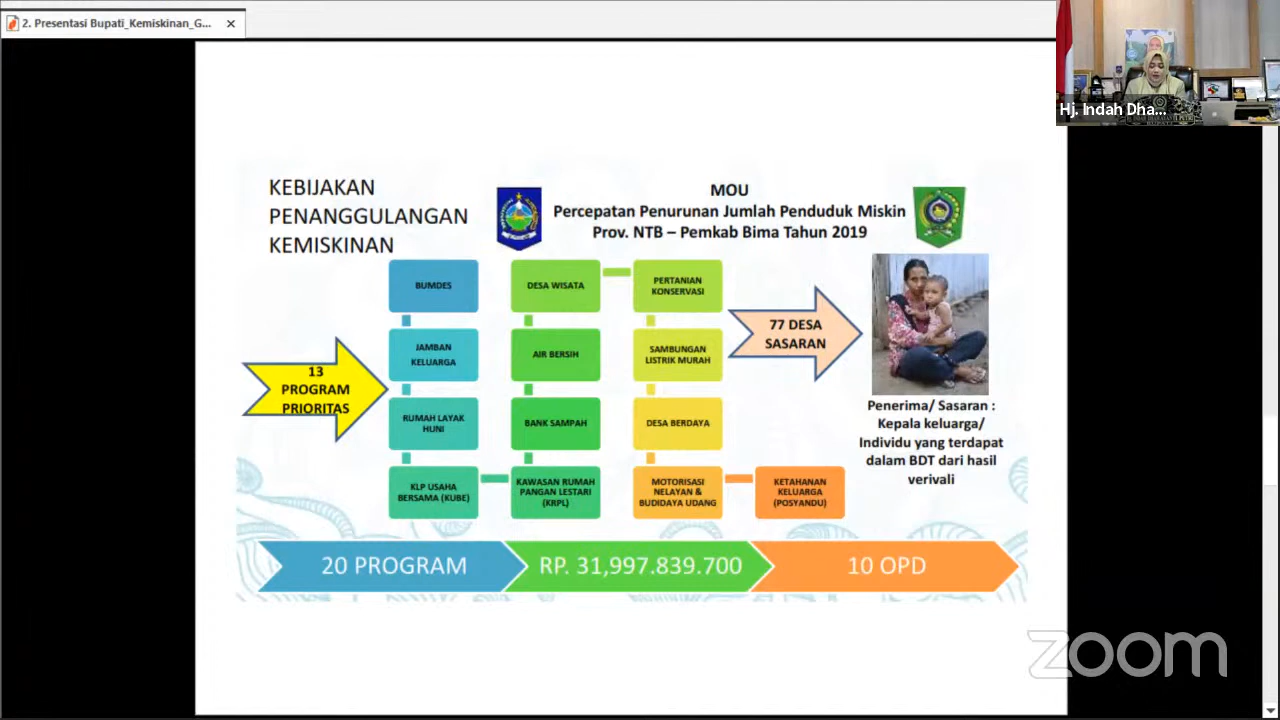 2. Presentasi Bupati_Kemiskinan_G...
Hj. Indah Dha...
KEBIJAKAN
PENANGGULANGAN
KEMISKINAN
MOU
Percepatan Penurunan Jumlah Penduduk Miskin
Prov. NTB – Pemkab Bima Tahun 2019
13
PROGRAM
PRIORITAS
BUMDES
JAMBAN
KELUARGA
RUMAH LAYAK
HUNI
KLP USAHA
BERSAMA (KUBE)
DESA WISATA
AIR BERSIH
BANK SAMPAH
KAWASAN RUMAH
PANGAN LESTARI
(KRPL)
PERTANIAN
KONSERVASI
SAMBUNGAN
LISTRIK MURAH
DESA BERDAYA
MOTORISASI
NELAYAN &
BUDIDAYA UDANG
KETAHANAN
KELUARGA
(POSYANDU)
77 DESA
SASARAN
Penerima/ Sasaran :
Kepala keluarga/
Individu yang terdapat
dalam BDT dari hasil
verivali
20 PROGRAM
RP. 31,997.839.700
10 OPD
zoom